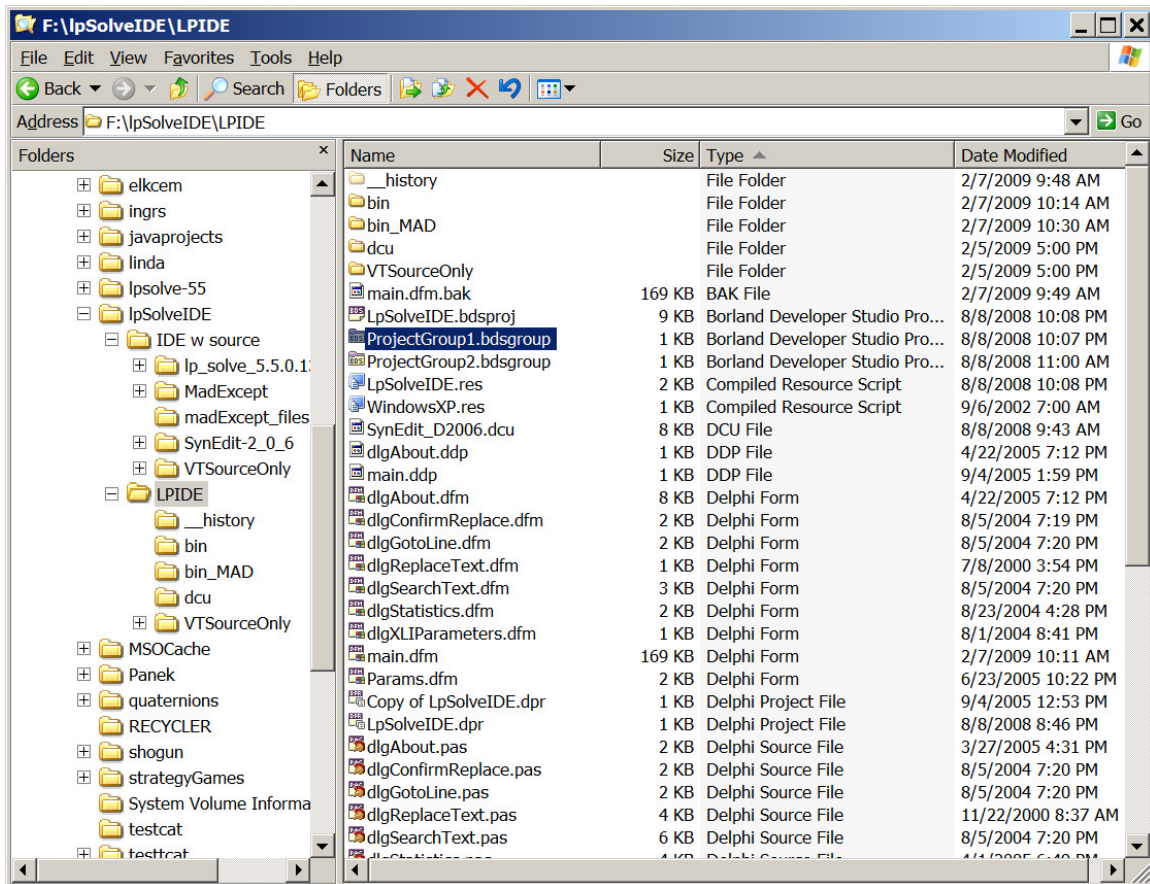 F:\lpSolveIDE\LPIDE
File Edit View Favorites Tools Help
Back Search Folders
Address F:\lpSolveIDE\LPIDE Go
Folders x
elkcem
ingrs
javaprojects
linda
lpsolve-55
lpSolveIDE
IDE w source
lp_solve_5.5.0.1
MadExcept
madExcept_files
SynEdit-2_0_6
VTSourceOnly
LPIDE
__history
bin
bin_MAD
dcu
VTSourceOnly
MSOCache
Panek
quaternions
RECYCLER
shogun
strategyGames
System Volume Informa
testcat
testtcat
Name Size Type Date Modified
__history File Folder 2/7/2009 9:48 AM
bin File Folder 2/7/2009 10:14 AM
bin_MAD File Folder 2/7/2009 10:30 AM
dcu File Folder 2/5/2009 5:00 PM
VTSourceOnly File Folder 2/5/2009 5:00 PM
main.dfm.bak 169 KB BAK File 2/7/2009 9:49 AM
LpSolveIDE.bdsproj 9 KB Borland Developer Studio Pro... 8/8/2008 10:08 PM
ProjectGroup1.bdsgroup 1 KB Borland Developer Studio Pro... 8/8/2008 10:07 PM
ProjectGroup2.bdsgroup 1 KB Borland Developer Studio Pro... 8/8/2008 11:00 AM
LpSolveIDE.res 2 KB Compiled Resource Script 8/8/2008 10:08 PM
WindowsXP.res 1 KB Compiled Resource Script 9/6/2002 7:00 AM
SynEdit_D2006.dcu 8 KB DCU File 8/8/2008 9:43 AM
dlgAbout.ddp 1 KB DDP File 4/22/2005 7:12 PM
main.ddp 1 KB DDP File 9/4/2005 1:59 PM
dlgAbout.dfm 8 KB Delphi Form 4/22/2005 7:12 PM
dlgConfirmReplace.dfm 2 KB Delphi Form 8/5/2004 7:19 PM
dlgGotoLine.dfm 2 KB Delphi Form 8/5/2004 7:20 PM
dlgReplaceText.dfm 1 KB Delphi Form 7/8/2000 3:54 PM
dlgSearchText.dfm 3 KB Delphi Form 8/5/2004 7:20 PM
dlgStatistics.dfm 2 KB Delphi Form 8/23/2004 4:28 PM
dlgXLIParameters.dfm 1 KB Delphi Form 8/1/2004 8:41 PM
main.dfm 169 KB Delphi Form 2/7/2009 10:11 AM
Params.dfm 2 KB Delphi Form 6/23/2005 10:22 PM
Copy of LpSolveIDE.dpr 1 KB Delphi Project File 9/4/2005 12:53 PM
LpSolveIDE.dpr 1 KB Delphi Project File 8/8/2008 8:46 PM
dlgAbout.pas 2 KB Delphi Source File 3/27/2005 4:31 PM
dlgConfirmReplace.pas 2 KB Delphi Source File 8/5/2004 7:20 PM
dlgGotoLine.pas 2 KB Delphi Source File 8/5/2004 7:20 PM
dlgReplaceText.pas 4 KB Delphi Source File 11/22/2000 8:37 AM
dlgSearchText.pas 6 KB Delphi Source File 8/5/2004 7:20 PM